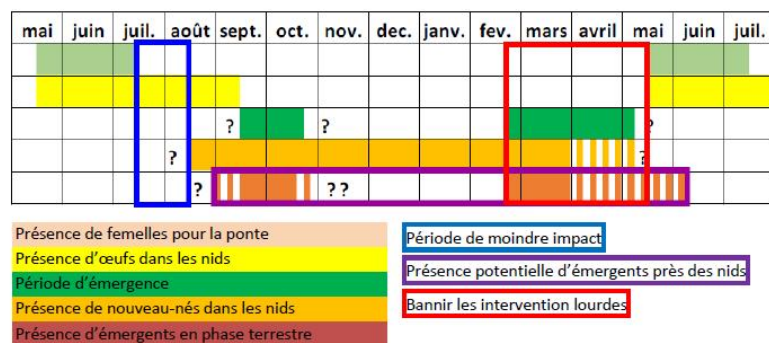 mai juin juil. août sept. oct. nov. dec. janv. fev. mars avril mai juin juil.
? ? ?
? ?
? ? ?
Présence de femelles pour la ponte
Présence d'œufs dans les nids
Période d'émergence
Présence de nouveau-nés dans les nids
Présence d'émergents en phase terrestre
Période de moindre impact
Présence potentielle d'émergents près des nids
Bannir les intervention lourdes